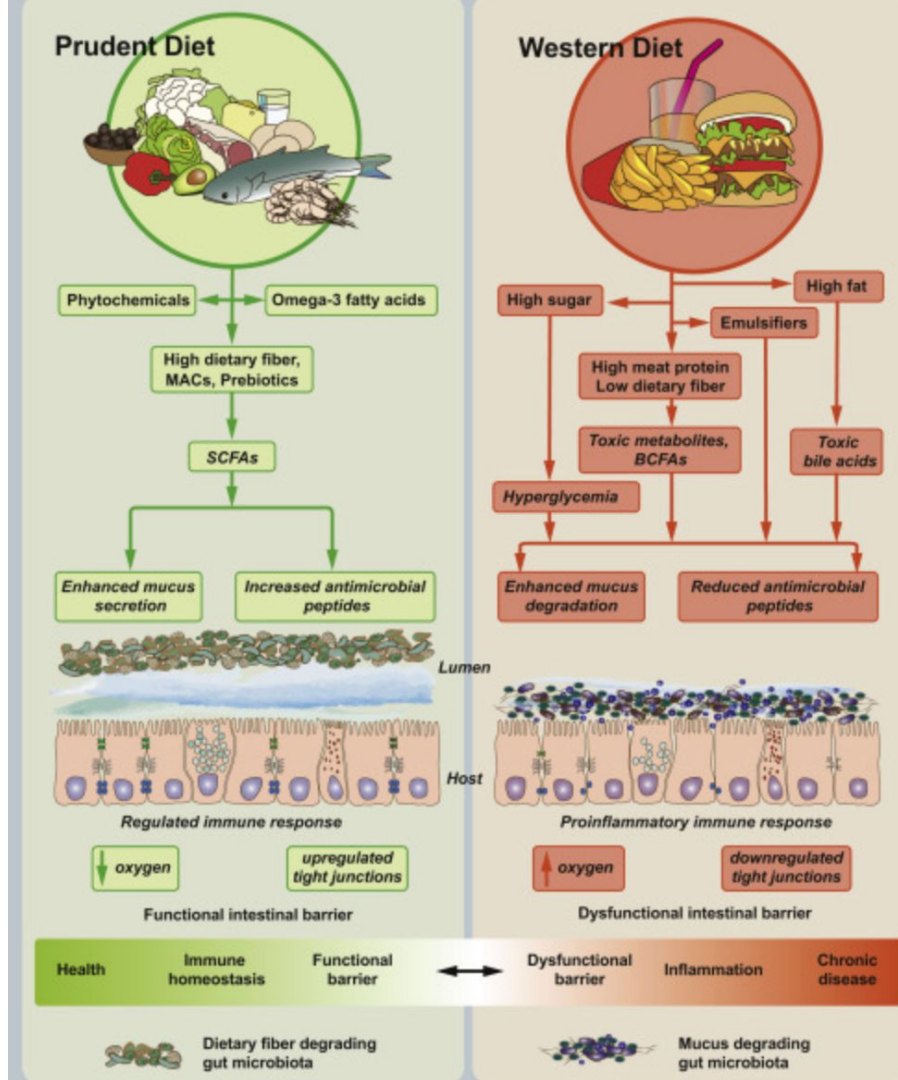 Prudent Diet
Phytochemicals
Omega-3 fatty acids
High dietary fiber,
MACs, Prebiotics
SCFAs
Enhanced mucus
secretion
Increased antimicrobial
peptides
Western Diet
High fat
High sugar
Emulsifiers
High meat protein
Low dietary fiber
Toxic metabolites,
BCFAs
Toxic
bile acids
Hyperglycemia
Enhanced mucus
degradation
Reduced antimicrobial
peptides
Lumen
Host
Regulated immune response
oxygen
upregulated
tight junctions
Functional intestinal barrier
Proinflammatory immune response
oxygen
downregulated
tight junctions
Dysfunctional intestinal barrier
Health
Immune
homeostasis
Functional
barrier
Dysfunctional
barrier
Inflammation
Chronic
disease
Dietary fiber degrading
gut microbiota
Mucus degrading
gut microbiota